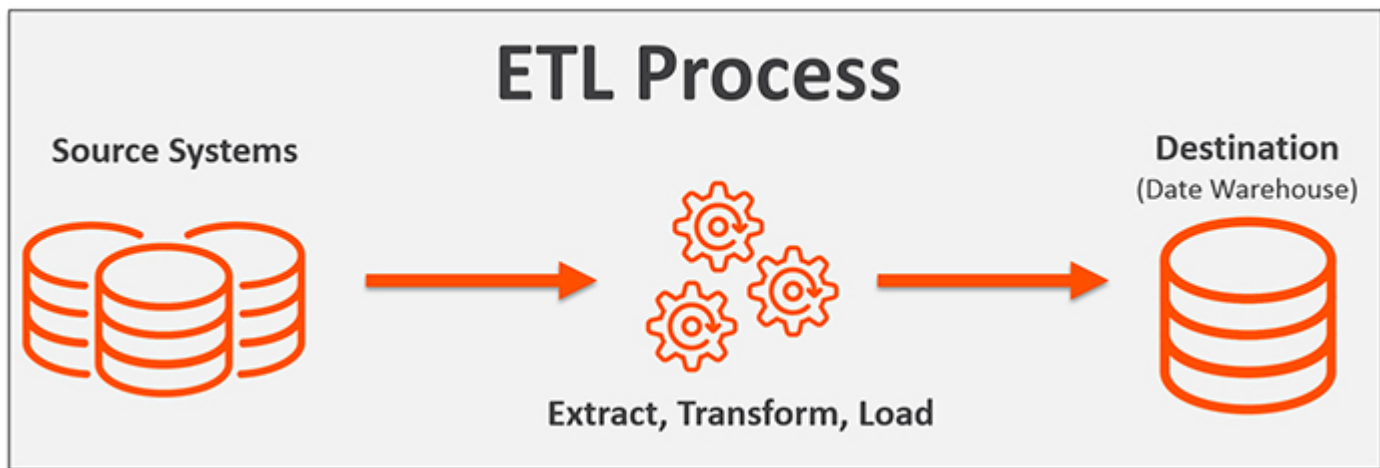 ETL Process
Source Systems
Destination
(Date Warehouse)
Extract, Transform, Load